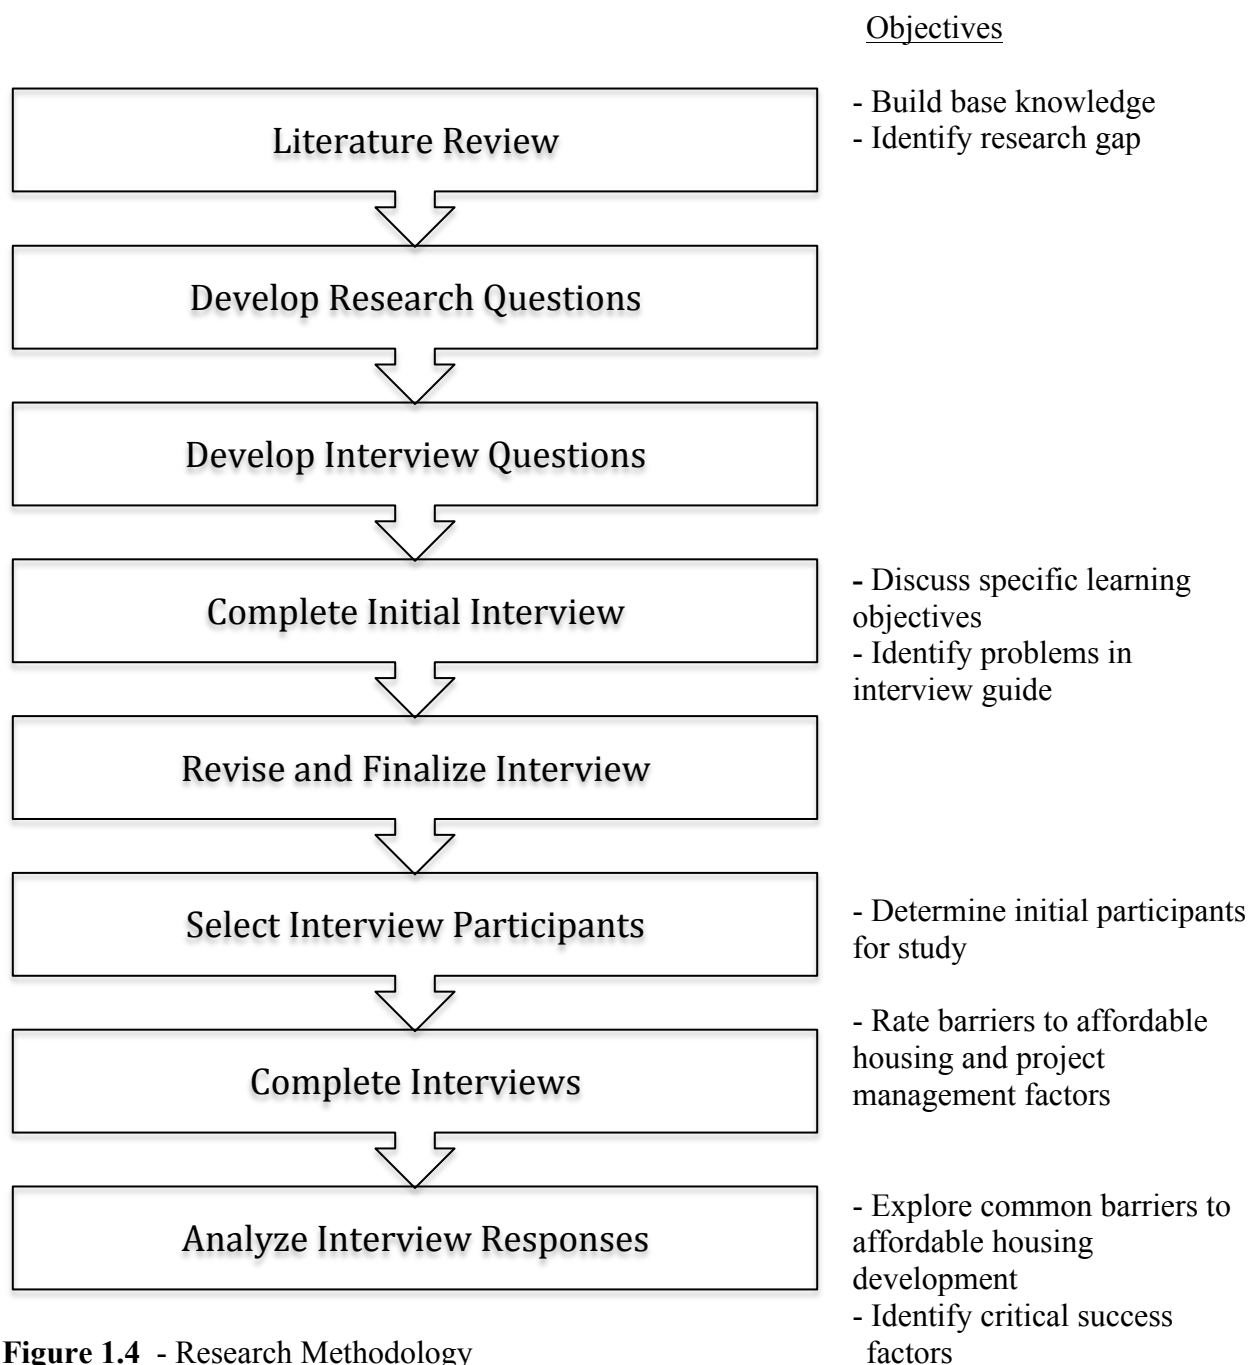 Objectives
Literature Review
- Build base knowledge
- Identify research gap
Develop Research Questions
Develop Interview Questions
Complete Initial Interview
- Discuss specific learning
objectives
- Identify problems in
interview guide
Revise and Finalize Interview
Select Interview Participants
- Determine initial participants
for study
Complete Interviews
- Rate barriers to affordable
housing and project
management factors
Analyze Interview Responses
- Explore common barriers to
affordable housing
development
- Identify critical success
factors
Figure 1.4 - Research Methodology